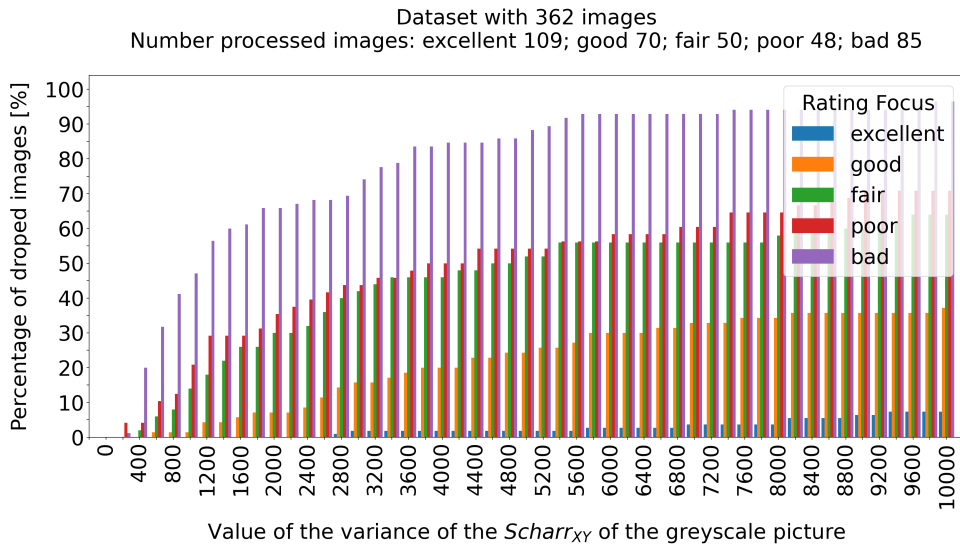 Dataset with 362 images
Number processed images: excellent 109; good 70; fair 50; poor 48; bad 85
Percentage of droped images [%]
100
90
80
70
60
50
40
30
20
10
0
Rating Focus
excellent
good
fair
poor
bad
0 400 800 1200 1600 2000 2400 2800 3200 3600 4000 4400 4800 5200 5600 6000 6400 6800 7200 7600 8000 8400 8800 9200 9600 10000
Value of the variance of the Scharr_XY of the greyscale picture